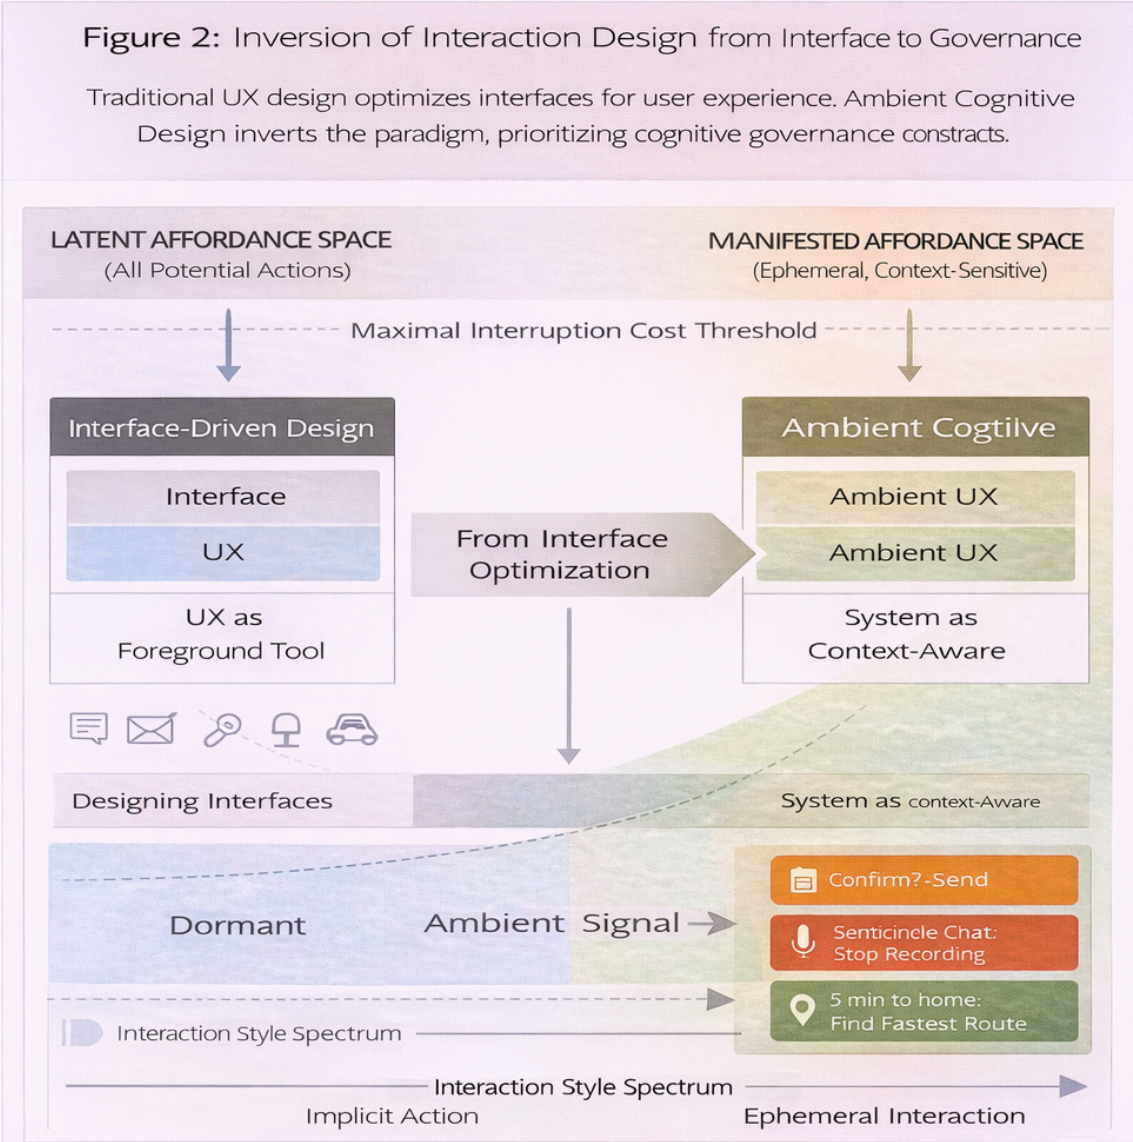 Figure 2: Inversion of Interaction Design from Interface to Governance
Traditional UX design optimizes interfaces for user experience. Ambient Cognitive
Design inverts the paradigm, prioritizing cognitive governance constracts.
LATENT AFFORDANCE SPACE
(All Potential Actions)
MANIFESTED AFFORDANCE SPACE
(Ephemeral, Context-Sensitive)
Maximal Interruption Cost Threshold
Interface-Driven Design
Interface
UX
UX as
Foreground Tool
From Interface
Optimization
Ambient Cogtilve
Ambient UX
Ambient UX
System as
Context-Aware
Designing Interfaces
System as context-Aware
Dormant
Ambient Signal
Confirm?-Send
Senticincle Chat:
Stop Recording
5 min to home:
Find Fastest Route
Interaction Style Spectrum
Interaction Style Spectrum
Implicit Action
Ephemeral Interaction